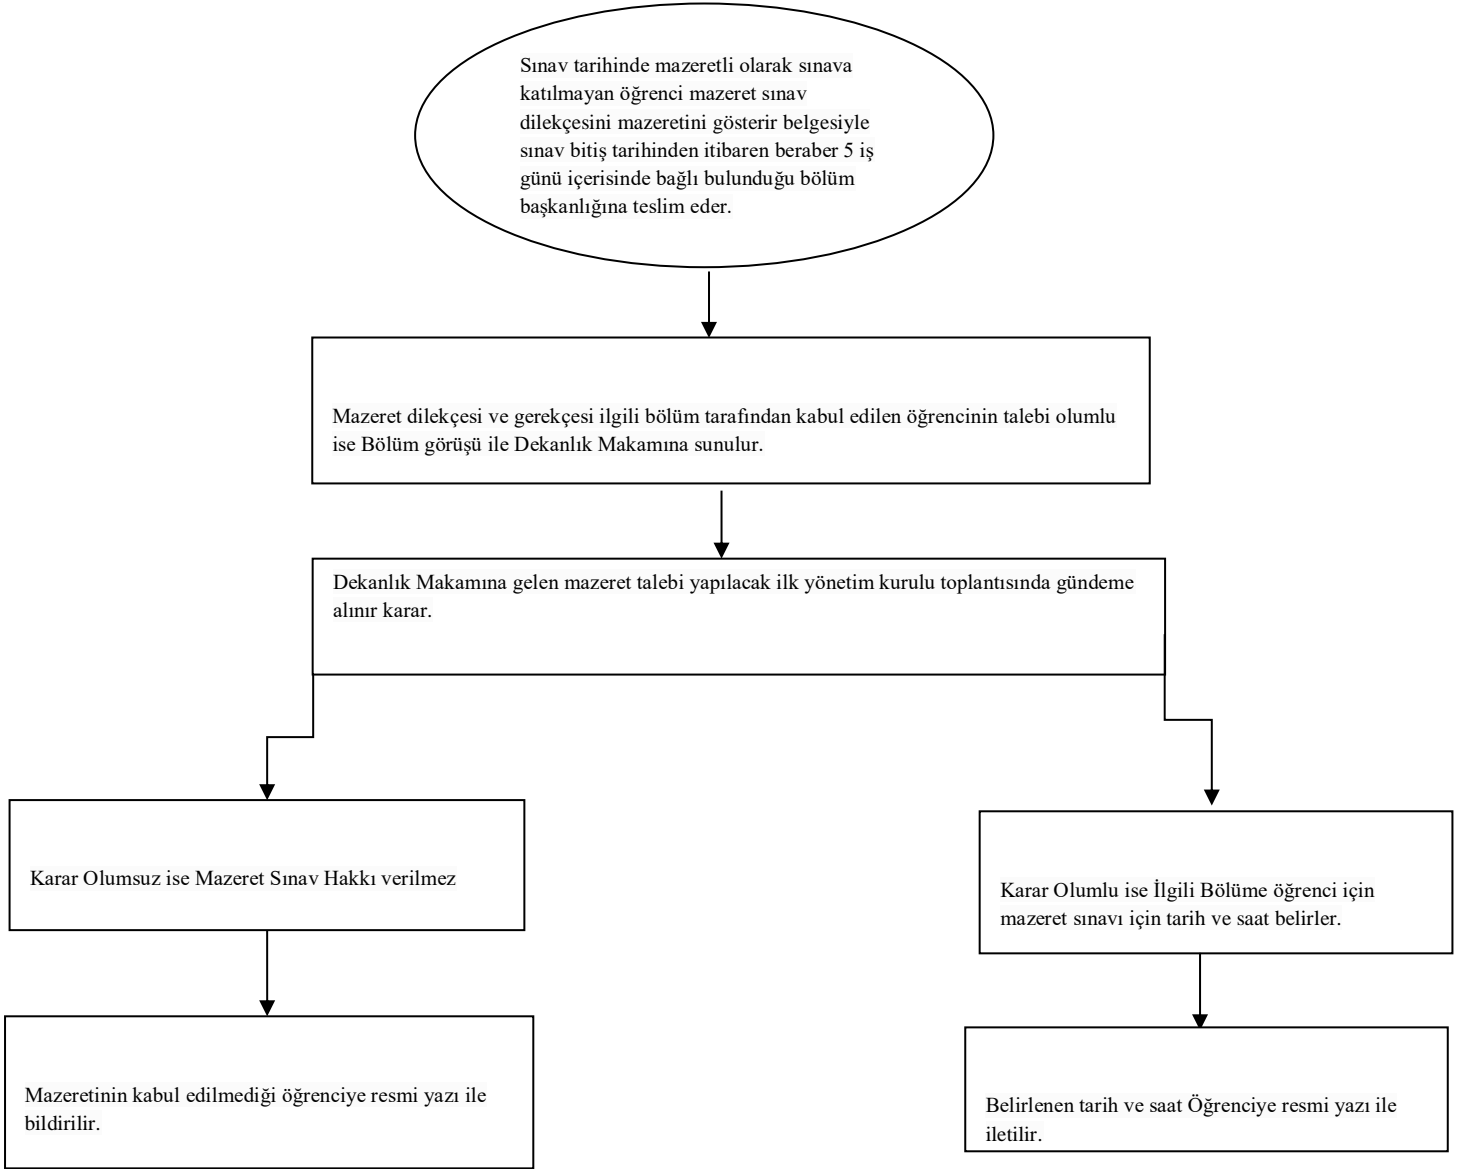 Sınav tarihinde mazeretli olarak sınava
katılmayan öğrenci mazeret sınav
dilekçesini mazeretini gösterir belgesiyle
sınav bitiş tarihinden itibaren beraber 5 iş
günü içerisinde bağlı bulunduğu bölüm
başkanlığına teslim eder.
Mazeret dilekçesi ve gerekçesi ilgili bölüm tarafından kabul edilen öğrencinin talebi olumlu
ise Bölüm görüşü ile Dekanlık Makamına sunulur.
Dekanlık Makamına gelen mazeret talebi yapılacak ilk yönetim kurulu toplantısında gündeme
alınır karar.
Karar Olumsuz ise Mazeret Sınav Hakkı verilmez
Karar Olumlu ise İlgili Bölüme öğrenci için
mazeret sınavı için tarih ve saat belirler.
Mazeretinin kabul edilmediği öğrenciye resmi yazı ile
bildirilir.
Belirlenen tarih ve saat Öğrenciye resmi yazı ile
iletilir.